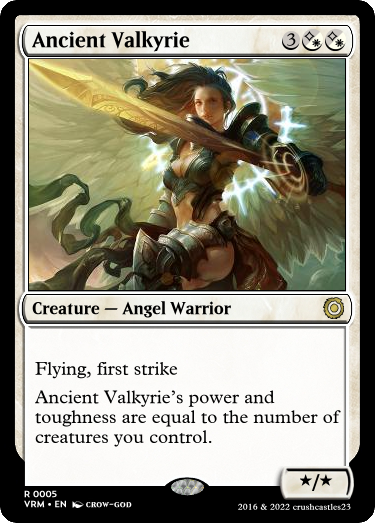 Ancient Valkyrie 3
Creature — Angel Warrior
Flying, first strike
Ancient Valkyrie's power and
toughness are equal to the number of
creatures you control.
★/★
R 0005
VRM • EN CROW-GOD
2016 & 2022 crushcastles23